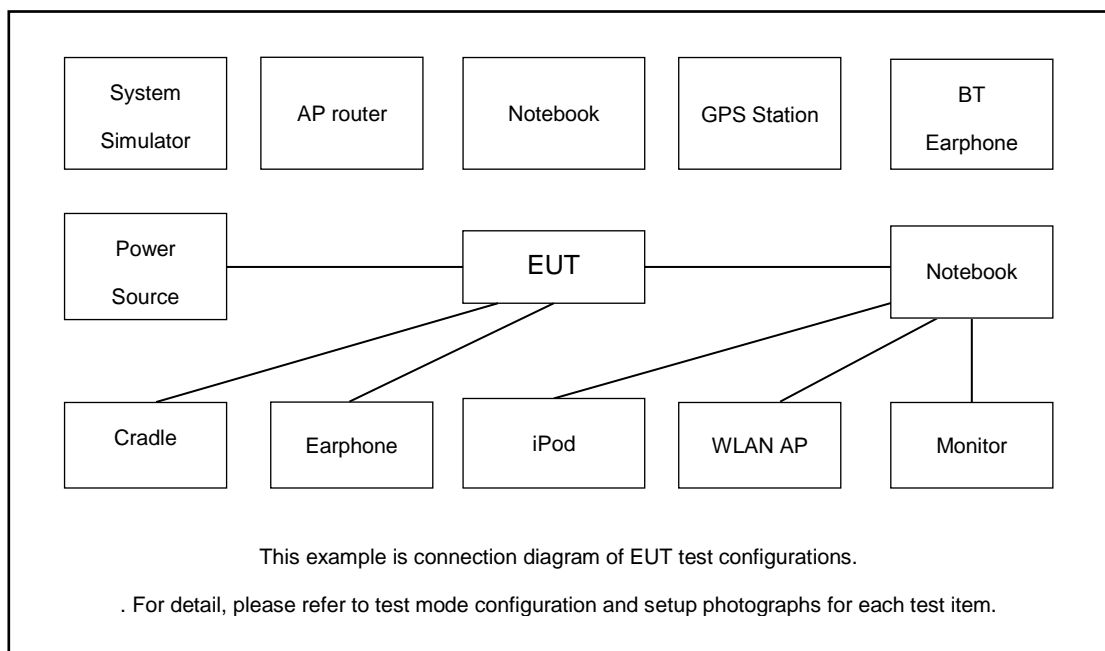 System
Simulator
AP router
Notebook
GPS Station
BT
Earphone
Power
Source
EUT
Notebook
Cradle
Earphone
iPod
WLAN AP
Monitor
This example is connection diagram of EUT test configurations.
. For detail, please refer to test mode configuration and setup photographs for each test item.